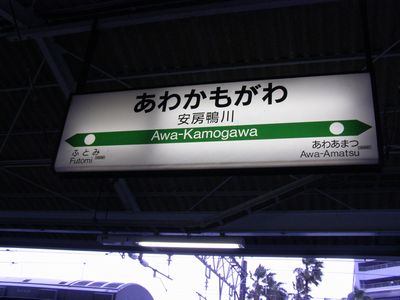 あわかもがわ
安房鴨川
Awa-Kamogawa
ふとみ
Futomi
あわあまつ
Awa-Amatsu